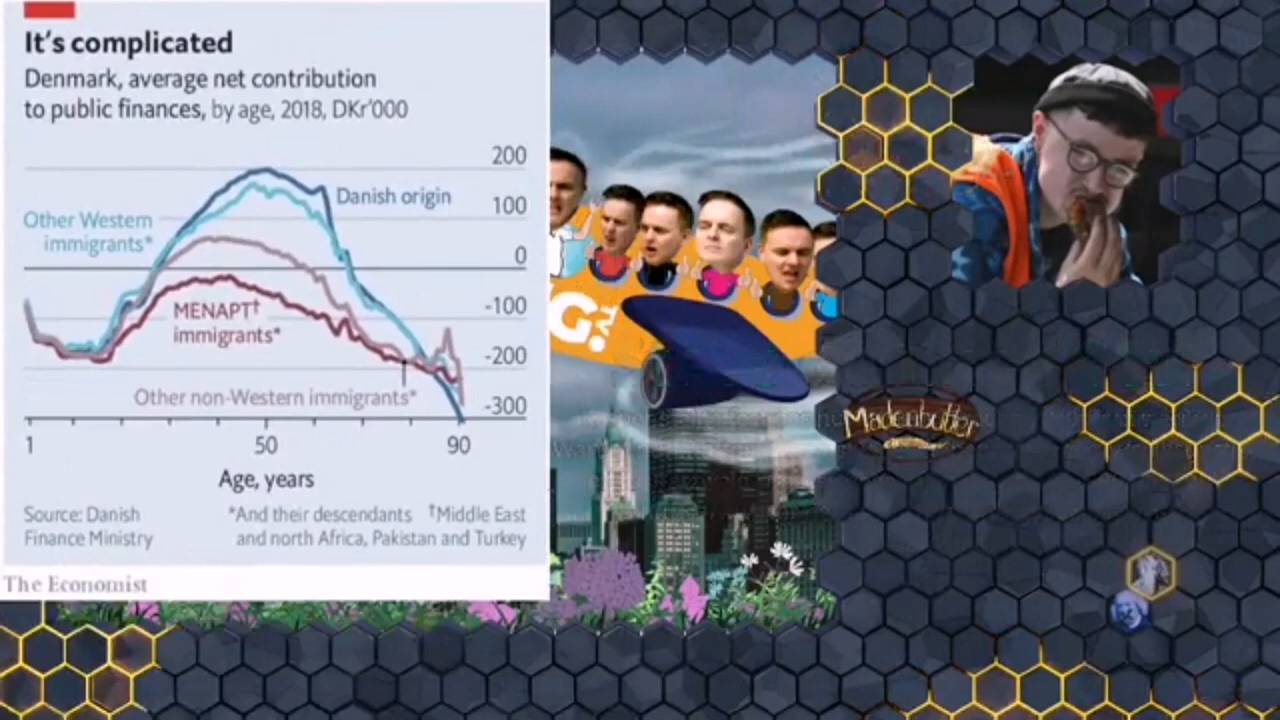 It's complicated
Denmark, average net contribution
to public finances, by age, 2018, DKr'000
200
Danish origin
100
Other Western
immigrants*
0
MENAPT†
immigrants*
-100
-200
Other non-Western immigrants*
-300
1
50
90
Age, years
Source: Danish
Finance Ministry
*And their descendants
†Middle East
and north Africa, Pakistan and Turkey
The Economist
G!
TV
Madenbutter